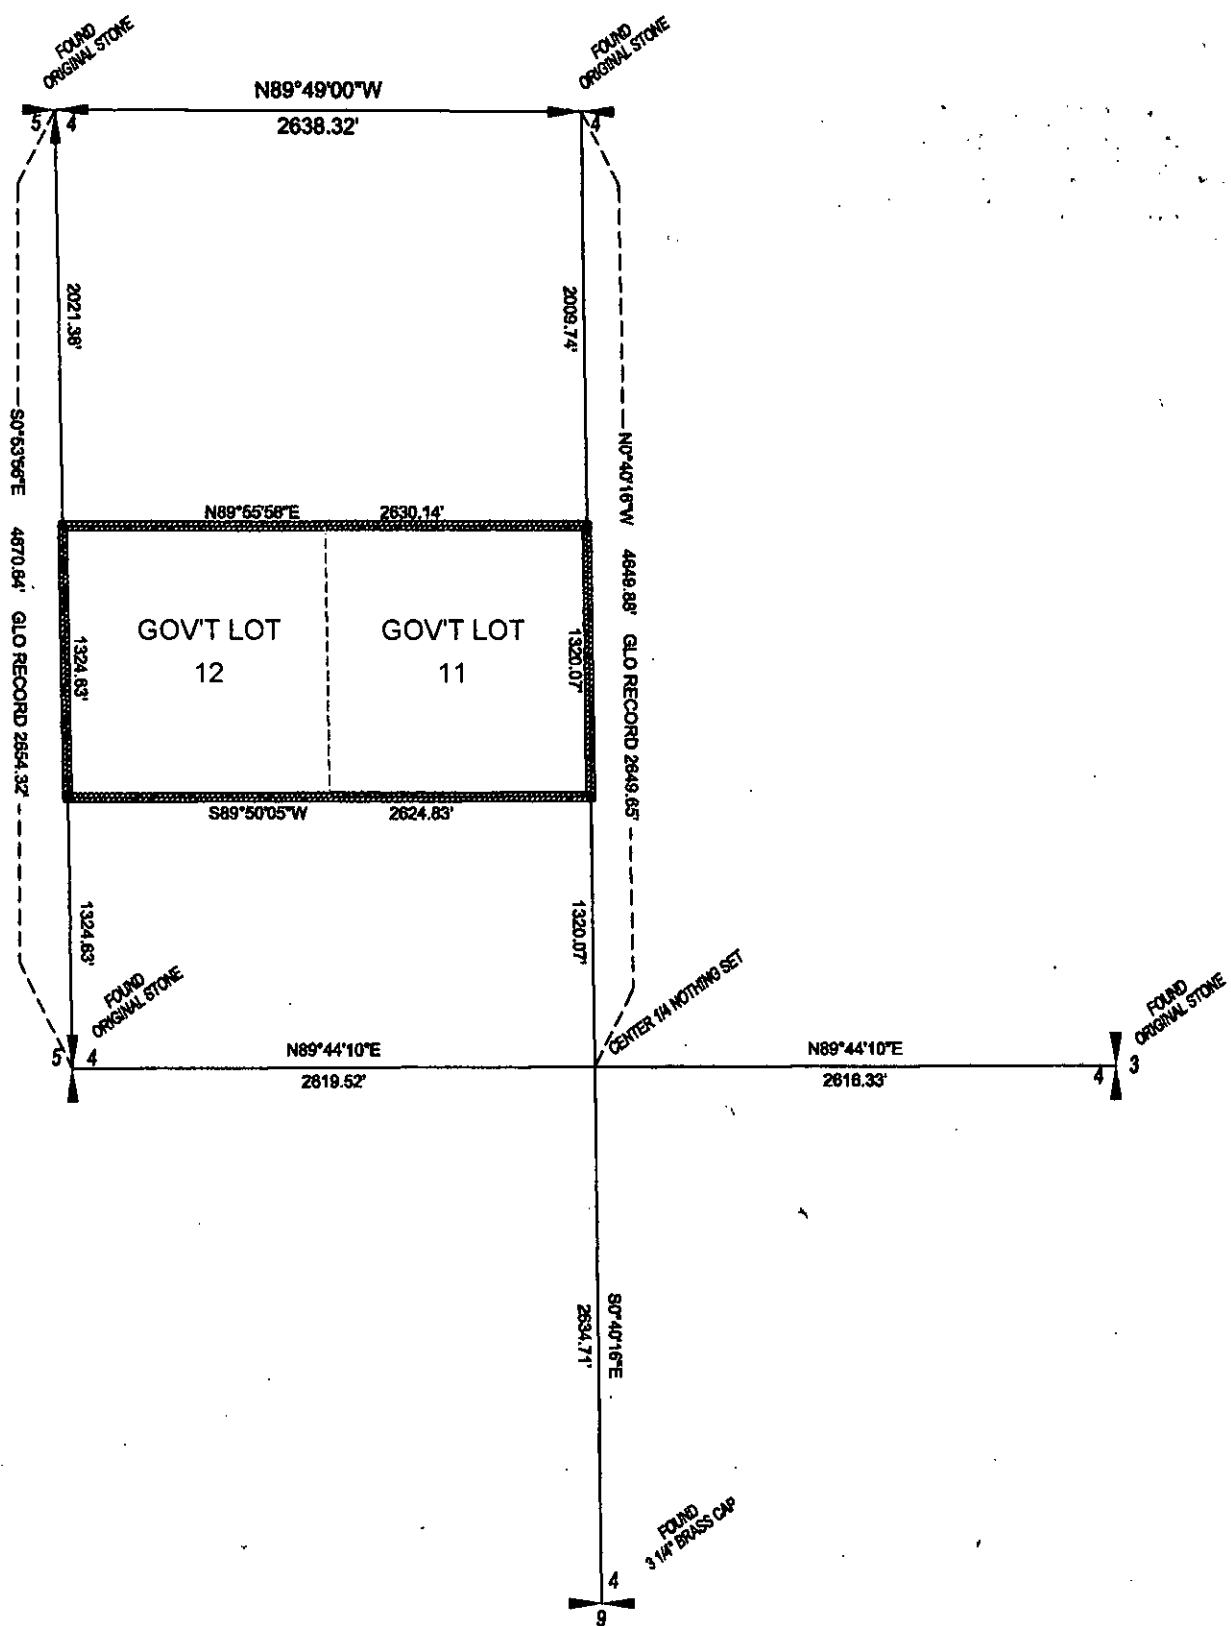 FOUND
ORIGINAL STONE
FOUND
ORIGINAL STONE
N89°49'00"W
5 4
4
2638.32'
2021.36'
2009.74'
S0°53'56"E 4670.64' GLO RECORD 2654.32'
N0°40'16"W 4649.88' GLO RECORD 2649.65'
N89°55'58"E 2630.14'
GOV'T LOT
12
GOV'T LOT
11
1324.63'
1320.07'
S89°50'05"W 2624.83'
1324.63'
1320.07'
FOUND
ORIGINAL STONE
CENTER 1/4 NOTHING SET
FOUND
ORIGINAL STONE
5 4
N89°44'10"E
N89°44'10"E
3
4
2619.52'
2618.33'
S0°40'16"E
2634.71'
FOUND
3 1/4" BRASS CAP
4
9